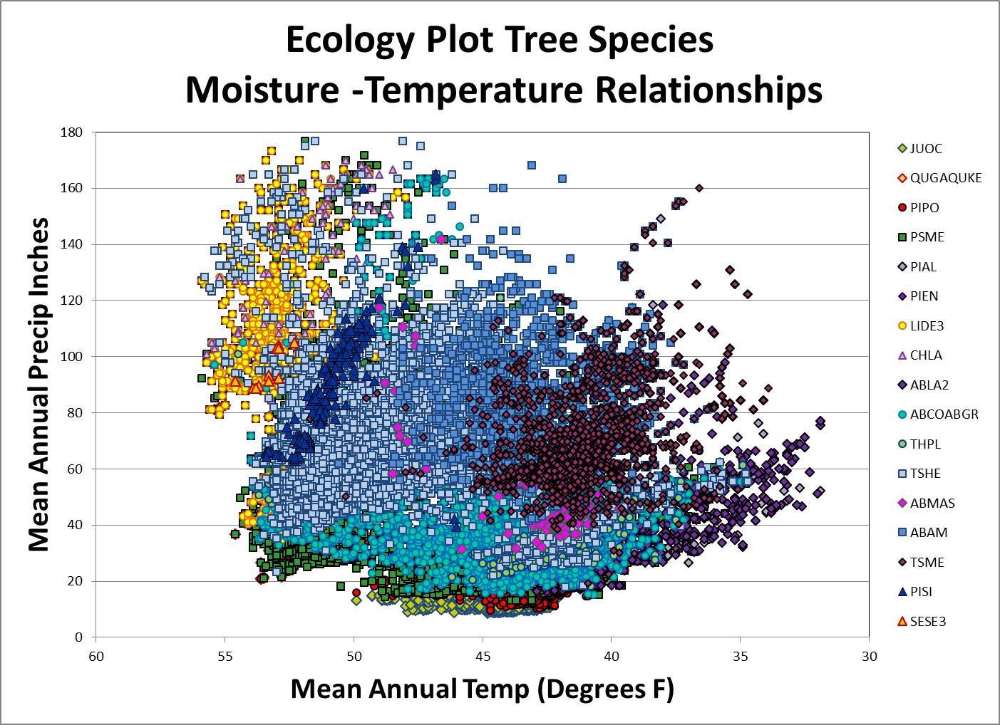 Ecology Plot Tree Species
Moisture -Temperature Relationships
Mean Annual Precip Inches
180
160
140
120
100
80
60
40
20
0
60
55
50
45
40
35
30
Mean Annual Temp (Degrees F)
JUOC
QUGAQUKE
PIPO
PSME
PIAL
PIEN
LIDE3
CHLA
ABLA2
ABCOABGR
THPL
TSHE
ABMAS
ABAM
TSME
PISI
SESE3